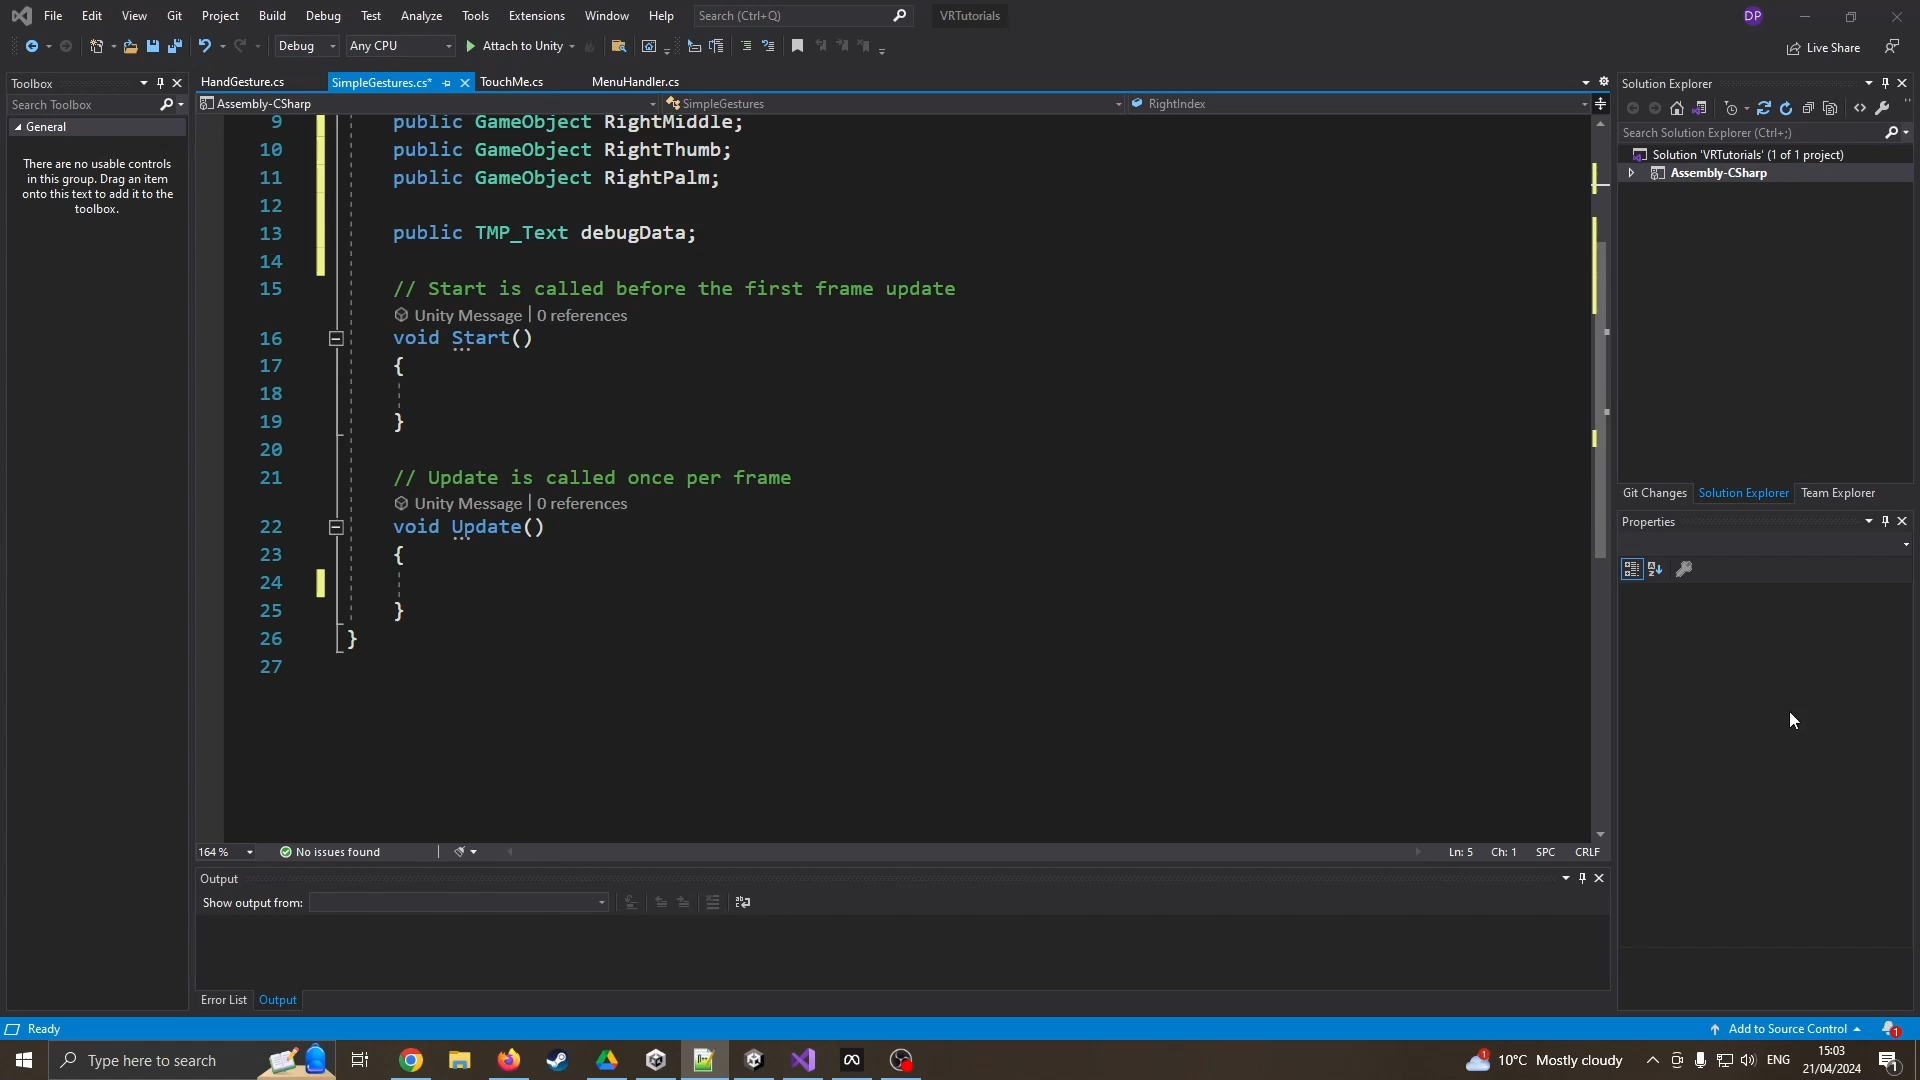 File Edit View Git Project Build Debug Test Analyze Tools Extensions Window Help Search (Ctrl+Q) VRTutorials DP
Debug Any CPU Attach to Unity Live Share
Toolbox
Search Toolbox
General
There are no usable controls
in this group. Drag an item
onto this text to add it to the
toolbox.
HandGesture.cs SimpleGestures.cs* TouchMe.cs MenuHandler.cs
Assembly-CSharp SimpleGestures RightIndex
9 public GameObject RightMiddle;
10 public GameObject RightThumb;
11 public GameObject RightPalm;
12
13 public TMP_Text debugData;
14
15 // Start is called before the first frame update
Unity Message | 0 references
16 void Start()
17 {
18
19 }
20
21 // Update is called once per frame
Unity Message | 0 references
22 void Update()
23 {
24
25 }
26 }
27
164 % No issues found Ln: 5 Ch: 1 SPC CRLF
Output
Show output from:
Error List Output
Solution Explorer
Search Solution Explorer (Ctrl+;)
Solution 'VRTutorials' (1 of 1 project)
Assembly-CSharp
Git Changes Solution Explorer Team Explorer
Properties
Ready Add to Source Control 1
Type here to search 1 10°C Mostly cloudy ENG 15:03
21/04/2024 1